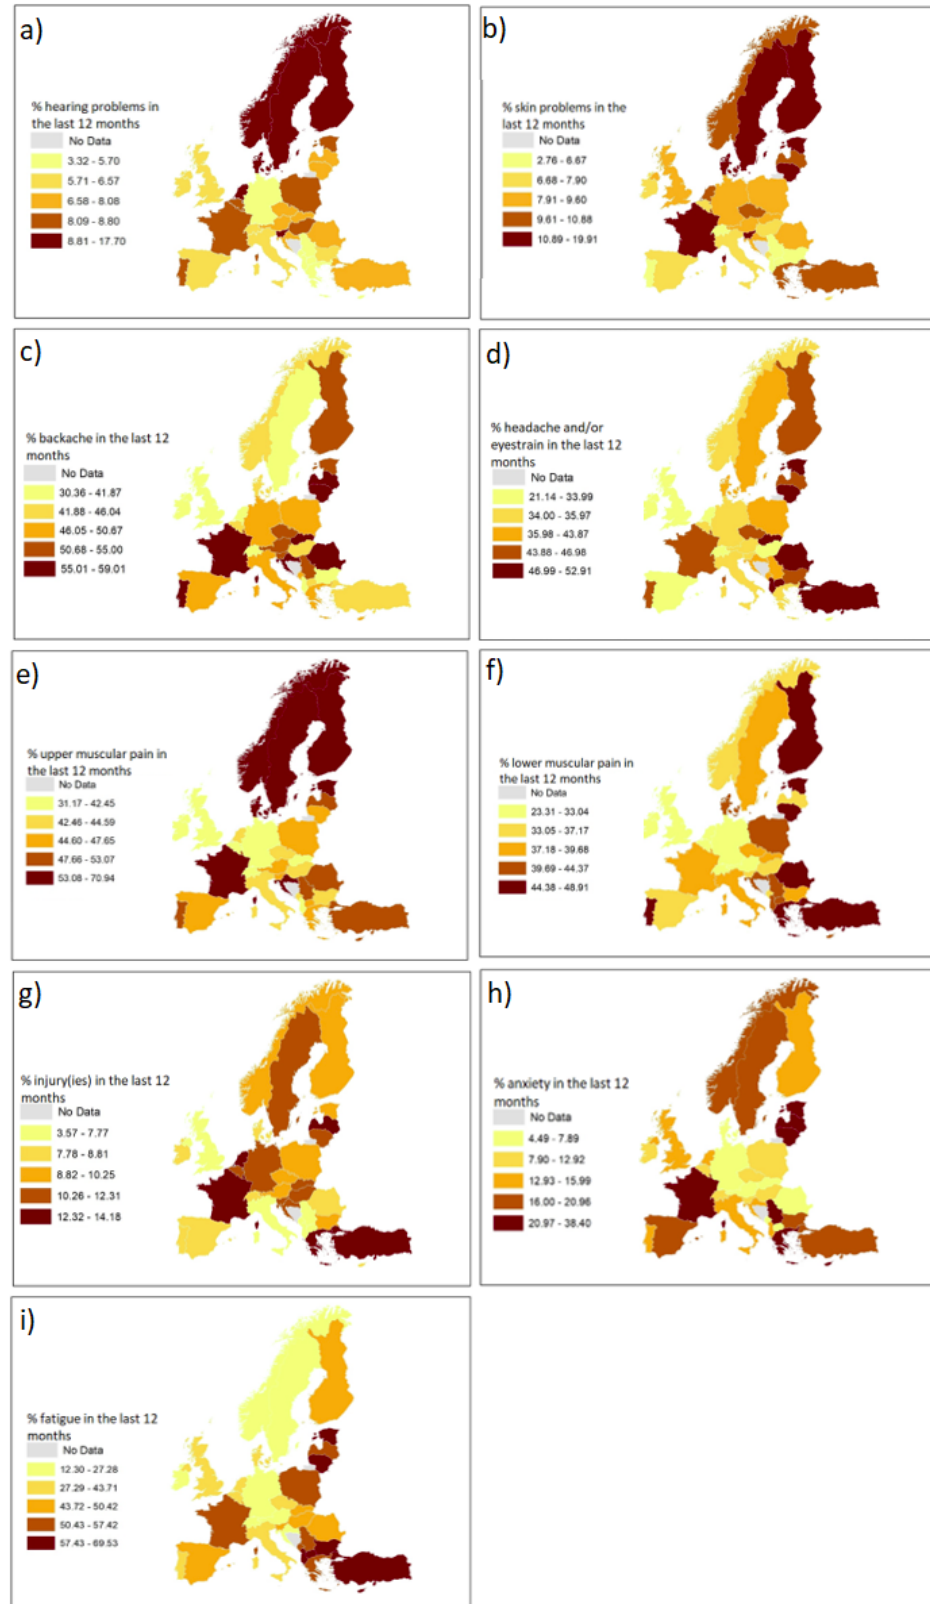 a)
% hearing problems in
the last 12 months
No Data
3.32 - 5.70
5.71 - 6.57
6.58 - 8.08
8.09 - 8.80
8.81 - 17.70
b)
% skin problems in the
last 12 months
No Data
2.76 - 6.67
6.68 - 7.90
7.91 - 9.60
9.61 - 10.88
10.89 - 19.91
c)
% backache in the last 12
months
No Data
30.36 - 41.87
41.88 - 46.04
46.05 - 50.67
50.68 - 55.00
55.01 - 59.01
d)
% headache and/or
eyestrain in the last 12
months
No Data
21.14 - 33.99
34.00 - 35.97
35.98 - 43.87
43.88 - 46.98
46.99 - 52.91
e)
% upper muscular pain in
the last 12 months
No Data
31.17 - 42.45
42.46 - 44.59
44.60 - 47.65
47.66 - 53.07
53.08 - 70.94
f)
% lower muscular pain in
the last 12 months
No Data
23.31 - 33.04
33.05 - 37.17
37.18 - 39.68
39.69 - 44.37
44.38 - 48.91
g)
% injury(ies) in the last 12
months
No Data
3.57 - 7.77
7.78 - 8.81
8.82 - 10.25
10.26 - 12.31
12.32 - 14.18
h)
% anxiety in the last 12
months
No Data
4.49 - 7.89
7.90 - 12.92
12.93 - 15.99
16.00 - 20.96
20.97 - 38.40
i)
% fatigue in the last 12
months
No Data
12.30 - 27.28
27.29 - 43.71
43.72 - 50.42
50.43 - 57.42
57.43 - 69.53